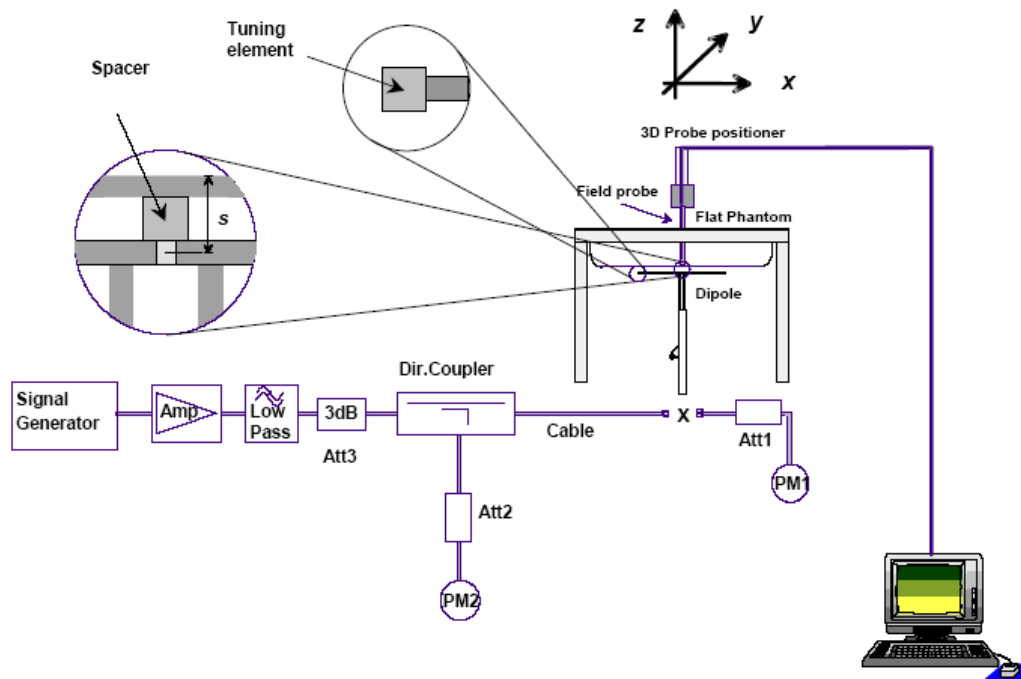 Tuning
element
Spacer
z
y
x
3D Probe positioner
Field probe
Flat Phantom
s
Dipole
Dir.Coupler
Signal
Generator
Amp
Low
Pass
3dB
Att3
Cable
x
Att1
PM1
Att2
PM2